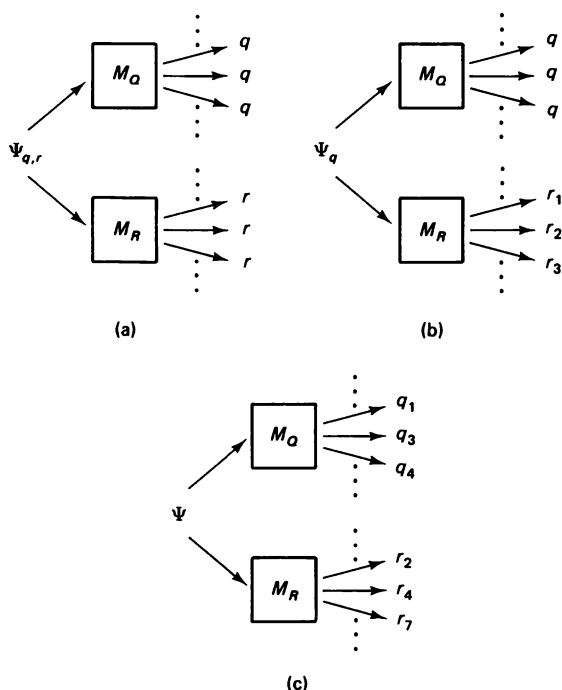 q
M_Q q
q
Ψ_{q,r}
r
M_R r
r
(a)
q
M_Q q
q
Ψ_q
r_1
M_R r_2
r_3
(b)
q_1
M_Q q_3
q_4
Ψ
r_2
M_R r_4
r_7
(c)